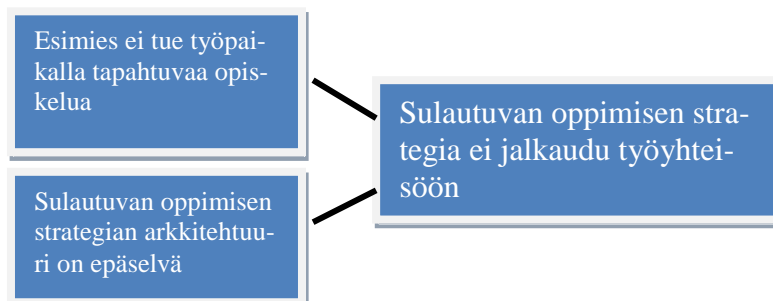 Esimies ei tue työpai-
kalla tapahtuvaa opis-
kelua
Sulautuvan oppimisen
strategian arkkitehtuu-
ri on epäselvä
Sulautuvan oppimisen stra-
tegia ei jalkaudu työyhtei-
söön